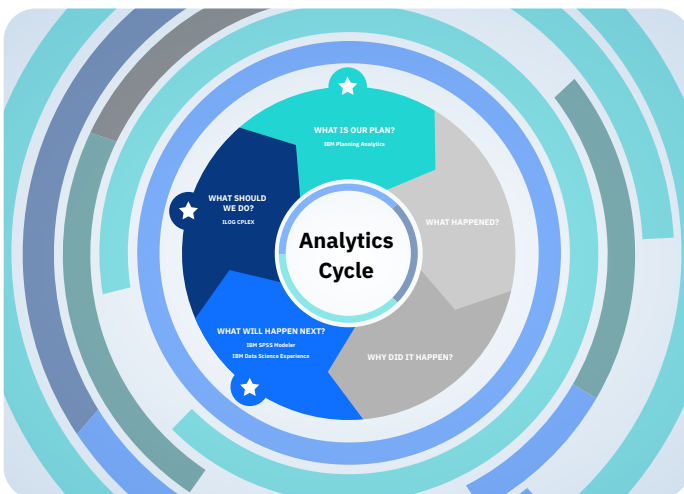 WHAT IS OUR PLAN?
IBM Planning Analytics
WHAT SHOULD
WE DO?
ILOG CPLEX
WHAT HAPPENED?
Analytics
Cycle
WHAT WILL HAPPEN NEXT?
IBM SPSS Modeler
IBM Data Science Experience
WHY DID IT HAPPEN?